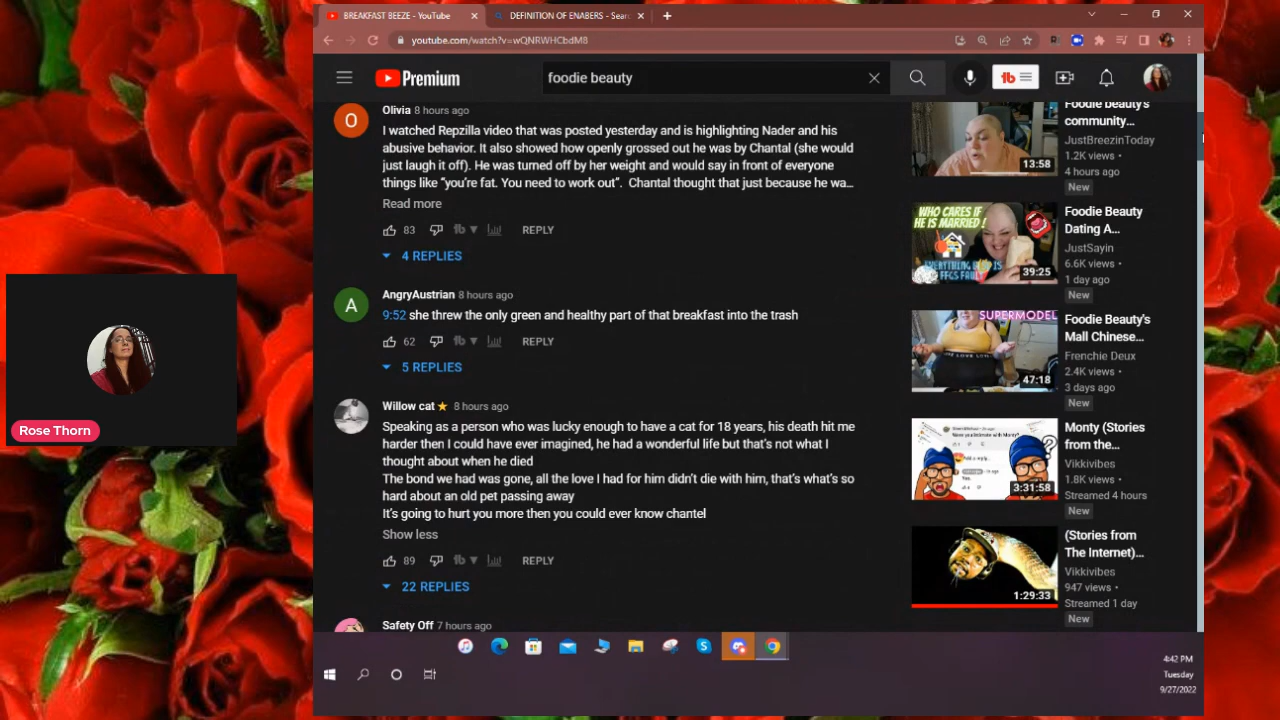 BREAKFAST BEEZE - YouTube
DEFINITION OF ENABERS - Sear
youtube.com/watch?v=wQNRWHCbdM8
Premium
foodie beauty
Olivia 8 hours ago
I watched Repzilla video that was posted yesterday and is highlighting Nader and his
abusive behavior. It also showed how openly grossed out he was by Chantal (she would
just laugh it off). He was turned off by her weight and would say in front of everyone
things like “you’re fat. You need to work out”. Chantal thought that just because he wa...
Read more
83
REPLY
4 REPLIES
AngryAustrian 8 hours ago
9:52 she threw the only green and healthy part of that breakfast into the trash
62
REPLY
5 REPLIES
Willow cat 8 hours ago
Speaking as a person who was lucky enough to have a cat for 18 years, his death hit me
harder then I could have ever imagined, he had a wonderful life but that's not what I
thought about when he died
The bond we had was gone, all the love I had for him didn't die with him, that's what's so
hard about an old pet passing away
It's going to hurt you more then you could ever know chantel
Show less
89
REPLY
22 REPLIES
Safety Off 7 hours ago
Foodie beauty's
community...
JustBreezinToday
1.2K views •
4 hours ago
New
13:58
Foodie Beauty
Dating A...
JustSayin
6.6K views •
1 day ago
New
WHO CARES IF
HE IS MARRIED!
39:25
Foodie Beauty's
Mall Chinese...
Frenchie Deux
2.4K views •
3 days ago
New
SUPERMODEL
47:18
Monty (Stories
from the...
Vikkivibes
1.8K views •
Streamed 4 hours
New
3:31:58
(Stories from
The Internet)...
Vikkivibes
947 views •
Streamed 1 day
New
1:29:33
Rose Thorn
4:42 PM
Tuesday
9/27/2022